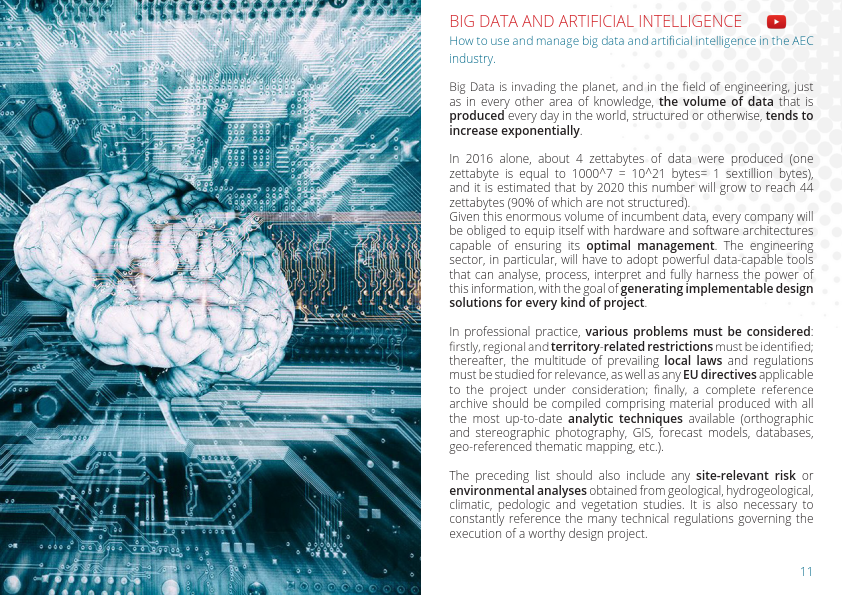 BIG DATA AND ARTIFICIAL INTELLIGENCE
How to use and manage big data and artificial intelligence in the AEC
industry.
Big Data is invading the planet, and in the field of engineering, just
as in every other area of knowledge, the volume of data that is
produced every day in the world, structured or otherwise, tends to
increase exponentially.
In 2016 alone, about 4 zettabytes of data were produced (one
zettabyte is equal to 1000^7 = 10^21 bytes= 1 sextillion bytes),
and it is estimated that by 2020 this number will grow to reach 44
zettabytes (90% of which are not structured).
Given this enormous volume of incumbent data, every company will
be obliged to equip itself with hardware and software architectures
capable of ensuring its optimal management. The engineering
sector, in particular, will have to adopt powerful data-capable tools
that can analyse, process, interpret and fully harness the power of
this information, with the goal of generating implementable design
solutions for every kind of project.
In professional practice, various problems must be considered:
firstly, regional and territory-related restrictions must be identified;
thereafter, the multitude of prevailing local laws and regulations
must be studied for relevance, as well as any EU directives applicable
to the project under consideration; finally, a complete reference
archive should be compiled comprising material produced with all
the most up-to-date analytic techniques available (orthographic
and stereographic photography, GIS, forecast models, databases,
geo-referenced thematic mapping, etc.).
The preceding list should also include any site-relevant risk or
environmental analyses obtained from geological, hydrogeological,
climatic, pedologic and vegetation studies. It is also necessary to
constantly reference the many technical regulations governing the
execution of a worthy design project.
11